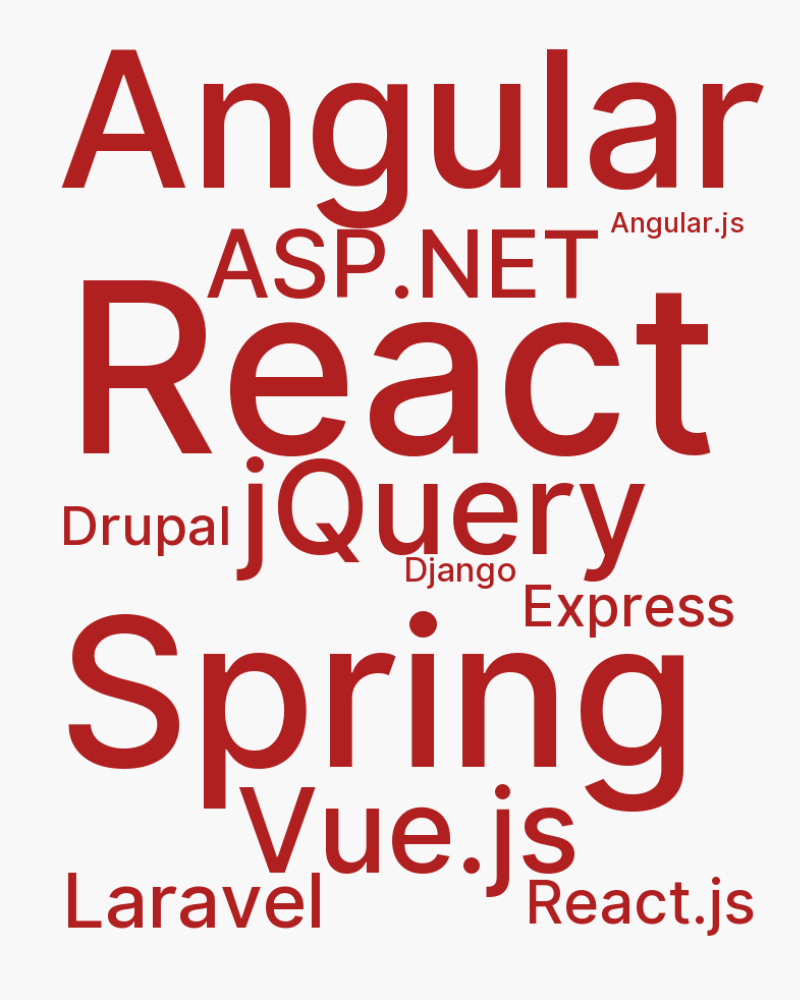 Angular
Angular.js
ASP.NET
React
jQuery
Drupal
Django
Express
Spring
Vue.js
Laravel
React.js